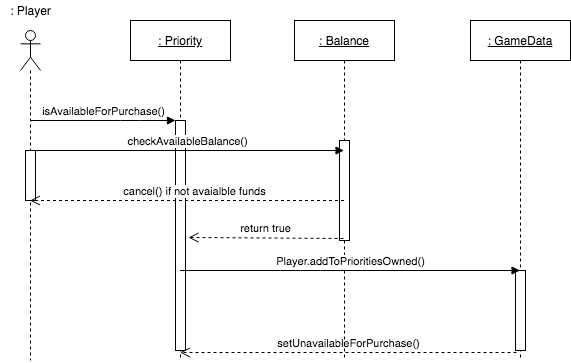 : Player
: Priority
: Balance
: GameData
isAvailableForPurchase()
checkAvailableBalance()
cancel() if not avaialble funds
return true
Player.addToPrioritiesOwned()
setUnavailableForPurchase()